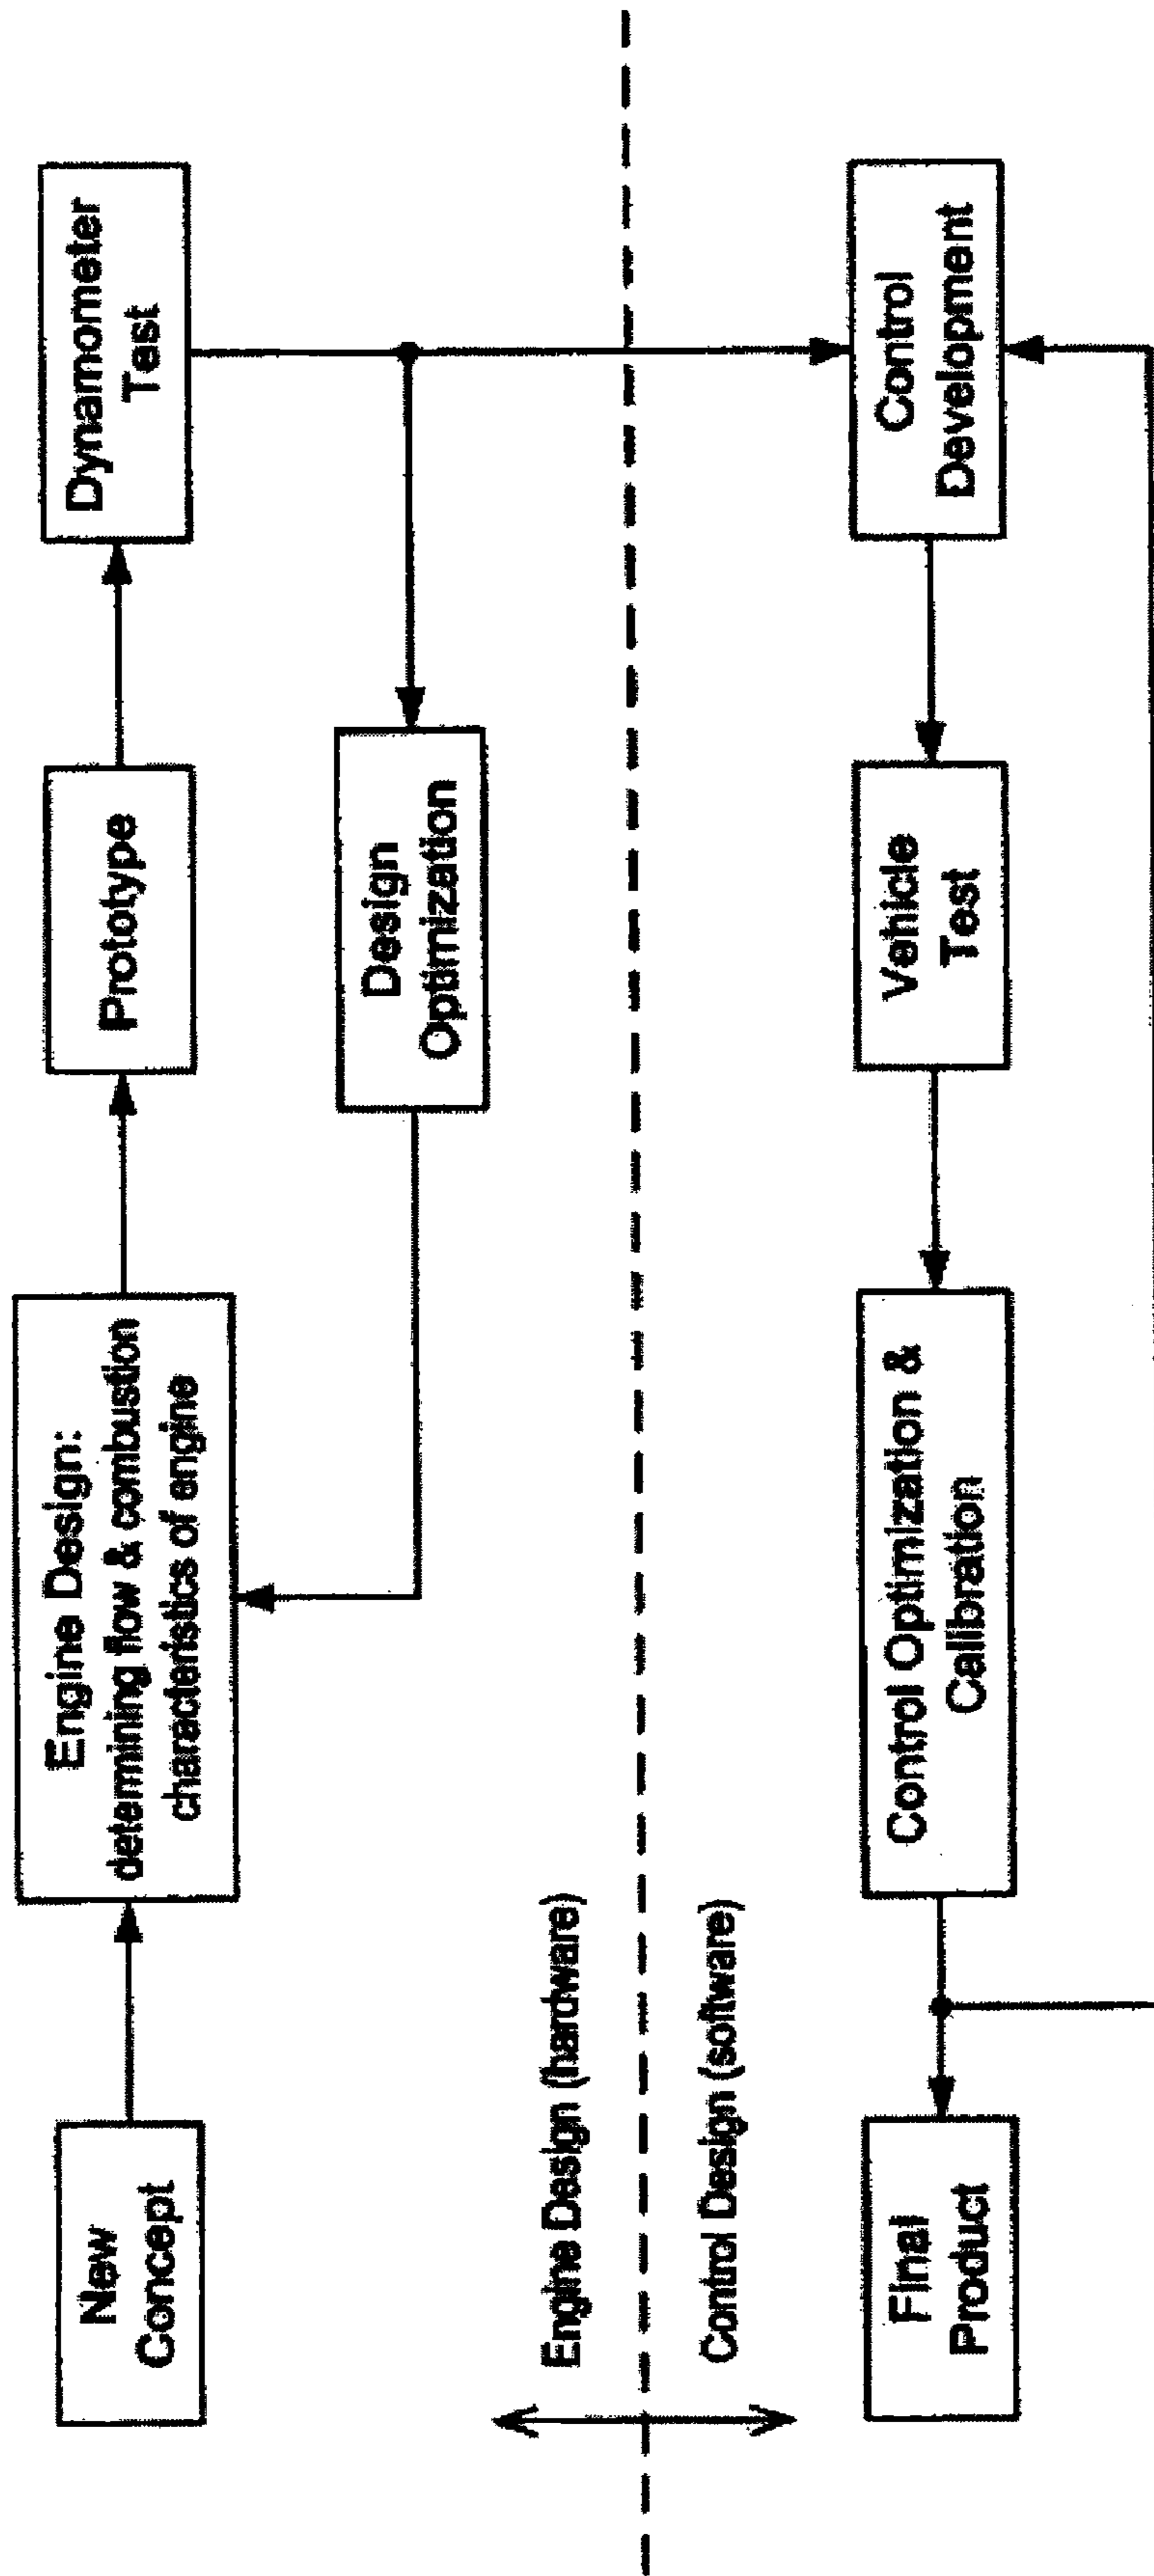 New
Concept
Engine Design:
determining flow & combustion
characteristics of engine
Prototype
Dynamometer
Test
Design
Optimization
Engine Design (hardware)
Control Design (software)
Final
Product
Control Optimization &
Calibration
Vehicle
Test
Control
Development